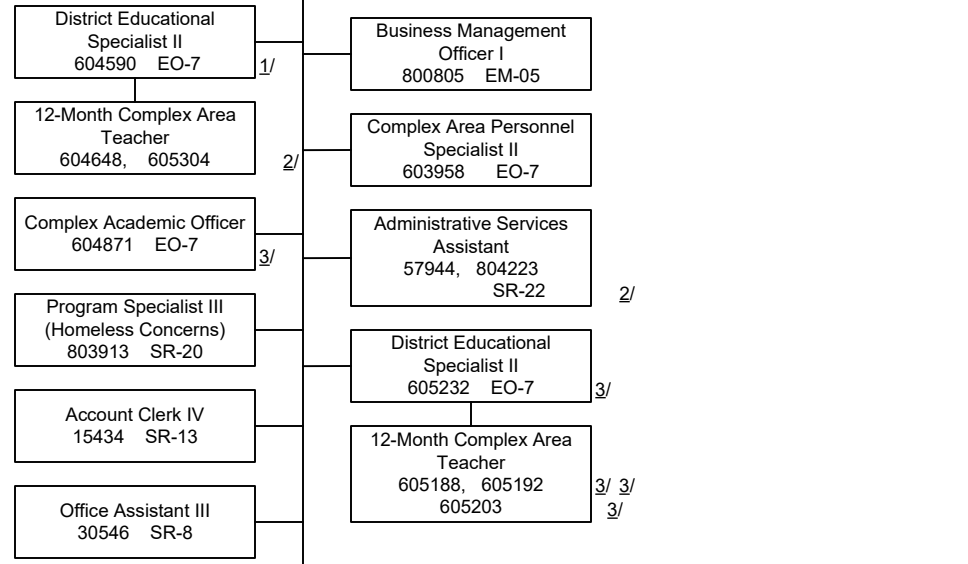 District Educational
Specialist II
604590 EO-7
1/
12-Month Complex Area
Teacher
604648, 605304
2/
Complex Academic Officer
604871 EO-7
3/
Program Specialist III
(Homeless Concerns)
803913 SR-20
Account Clerk IV
15434 SR-13
Office Assistant III
30546 SR-8
Business Management
Officer I
800805 EM-05
Complex Area Personnel
Specialist II
603958 EO-7
Administrative Services
Assistant
57944, 804223
SR-22
2/
District Educational
Specialist II
605232 EO-7
3/
12-Month Complex Area
Teacher
605188, 605192
605203
3/ 3/
3/